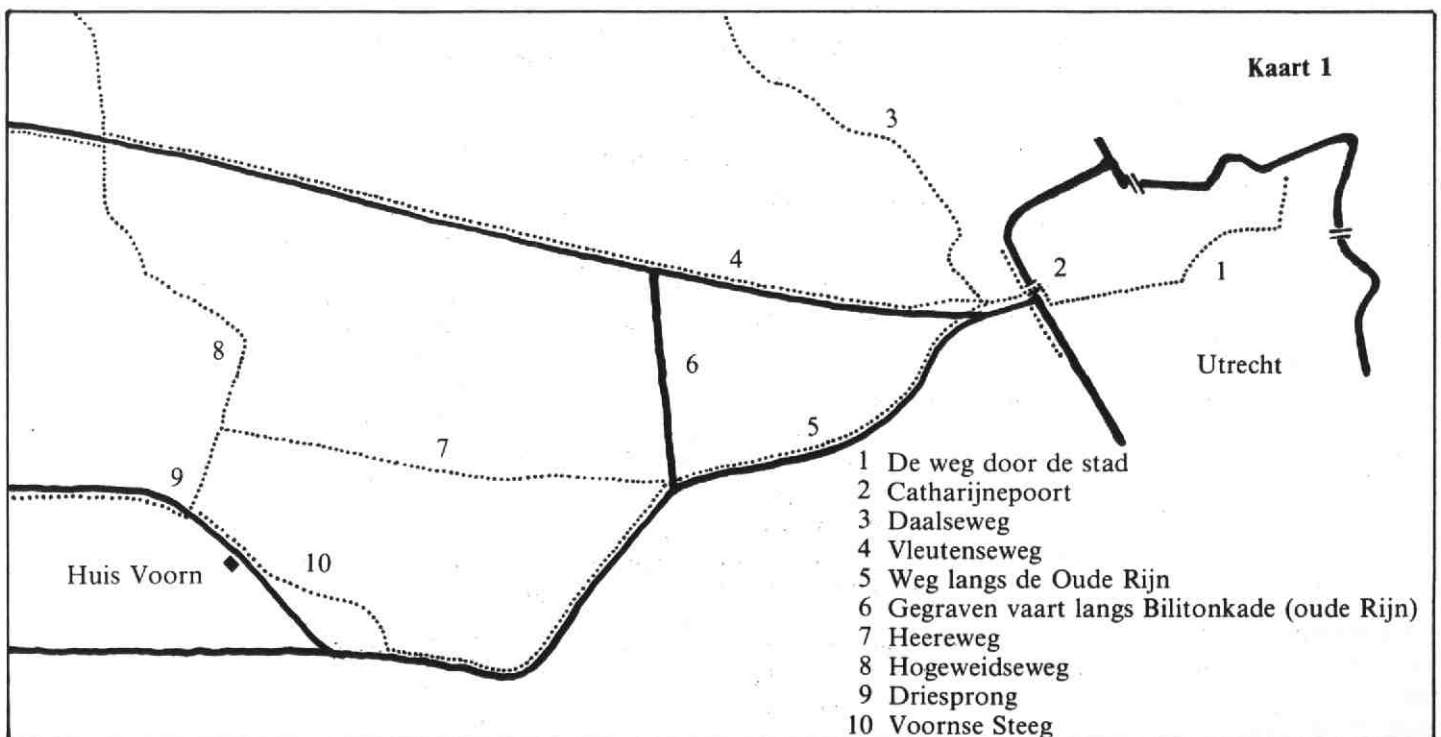 Kaart 1
3
4
2
1
8
6
Utrecht
7
5
9
10
Huis Voorn
1 De weg door de stad
2 Catharijnepoort
3 Daalseweg
4 Vleutenseweg
5 Weg langs de Oude Rijn
6 Gegraven vaart langs Bilitonkade (oude Rijn)
7 Heereweg
8 Hogeweidseweg
9 Driesprong
10 Voornse Steeg